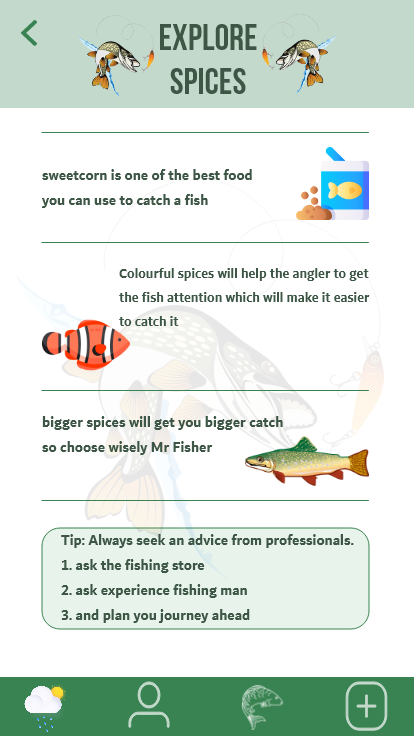 EXPLORE
SPICES
sweetcorn is one of the best food
you can use to catch a fish
Colourful spices will help the angler to get
the fish attention which will make it easier
to catch it
bigger spices will get you bigger catch
so choose wisely Mr Fisher
Tip: Always seek an advice from professionals.
1. ask the fishing store
2. ask experience fishing man
3. and plan you journey ahead